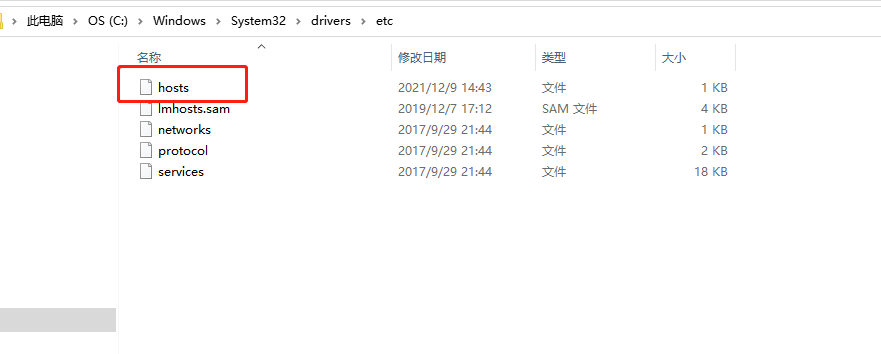 此电脑 > OS (C:) > Windows > System32 > drivers > etc
名称 修改日期 类型 大小
hosts 2021/12/9 14:43 文件 1 KB
lmhosts.sam 2019/12/7 17:12 SAM 文件 4 KB
networks 2017/9/29 21:44 文件 1 KB
protocol 2017/9/29 21:44 文件 2 KB
services 2017/9/29 21:44 文件 18 KB